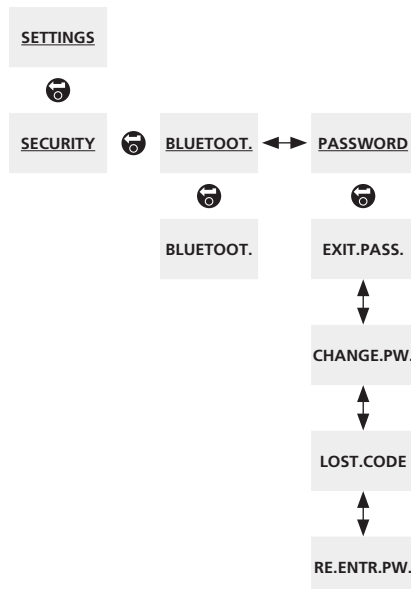 SETTINGS
SECURITY BLUETOOT. PASSWORD
BLUETOOT. EXIT.PASS.
CHANGE.PW.
LOST.CODE
RE.ENTR.PW.